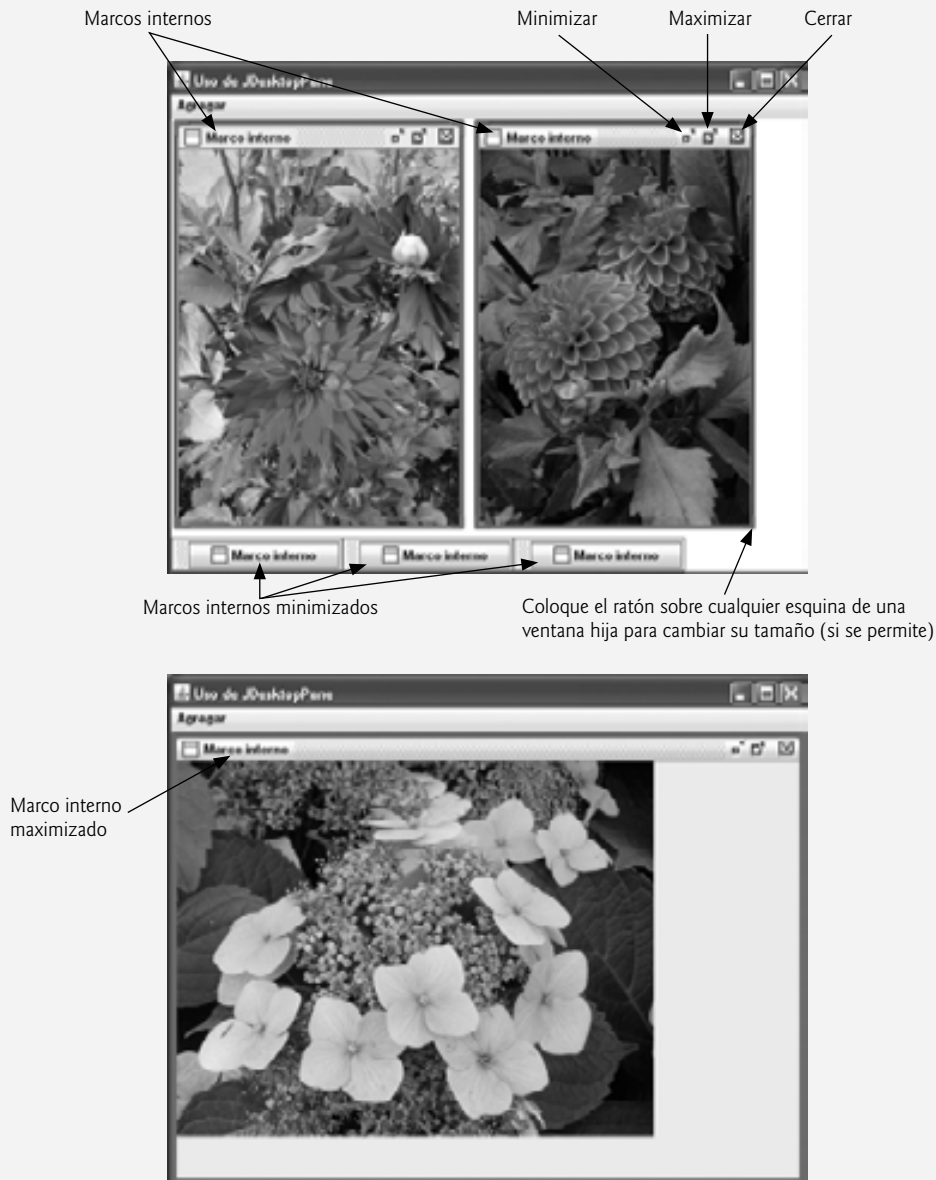 Marcos internos
Minimizar
Maximizar
Cerrar
Uso de JDesktopPane
Agregar
Marco interno
Marco interno
Marco interno
Marco interno
Marco interno
Marcos internos minimizados
Coloque el ratón sobre cualquier esquina de una
ventana hija para cambiar su tamaño (si se permite)
Uso de JDesktopPane
Agregar
Marco interno
Marco interno
maximizado